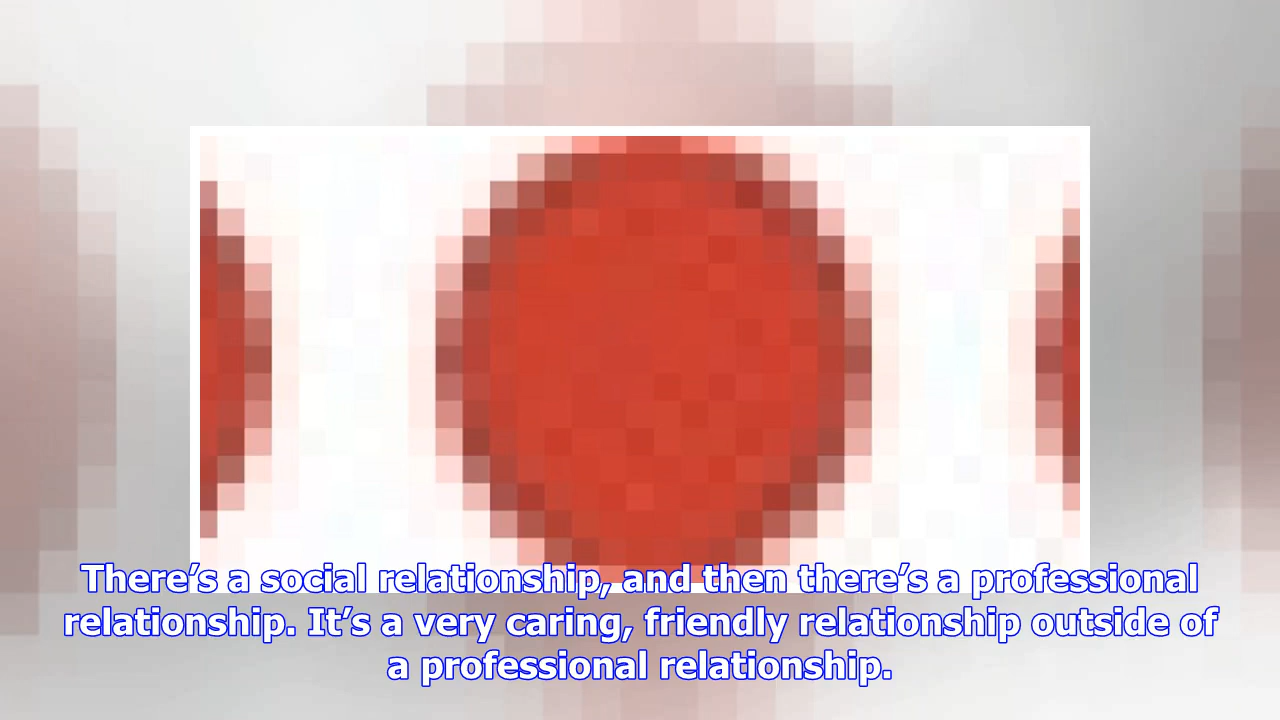 There’s a social relationship, and then there’s a professional
relationship. It’s a very caring, friendly relationship outside of
a professional relationship.